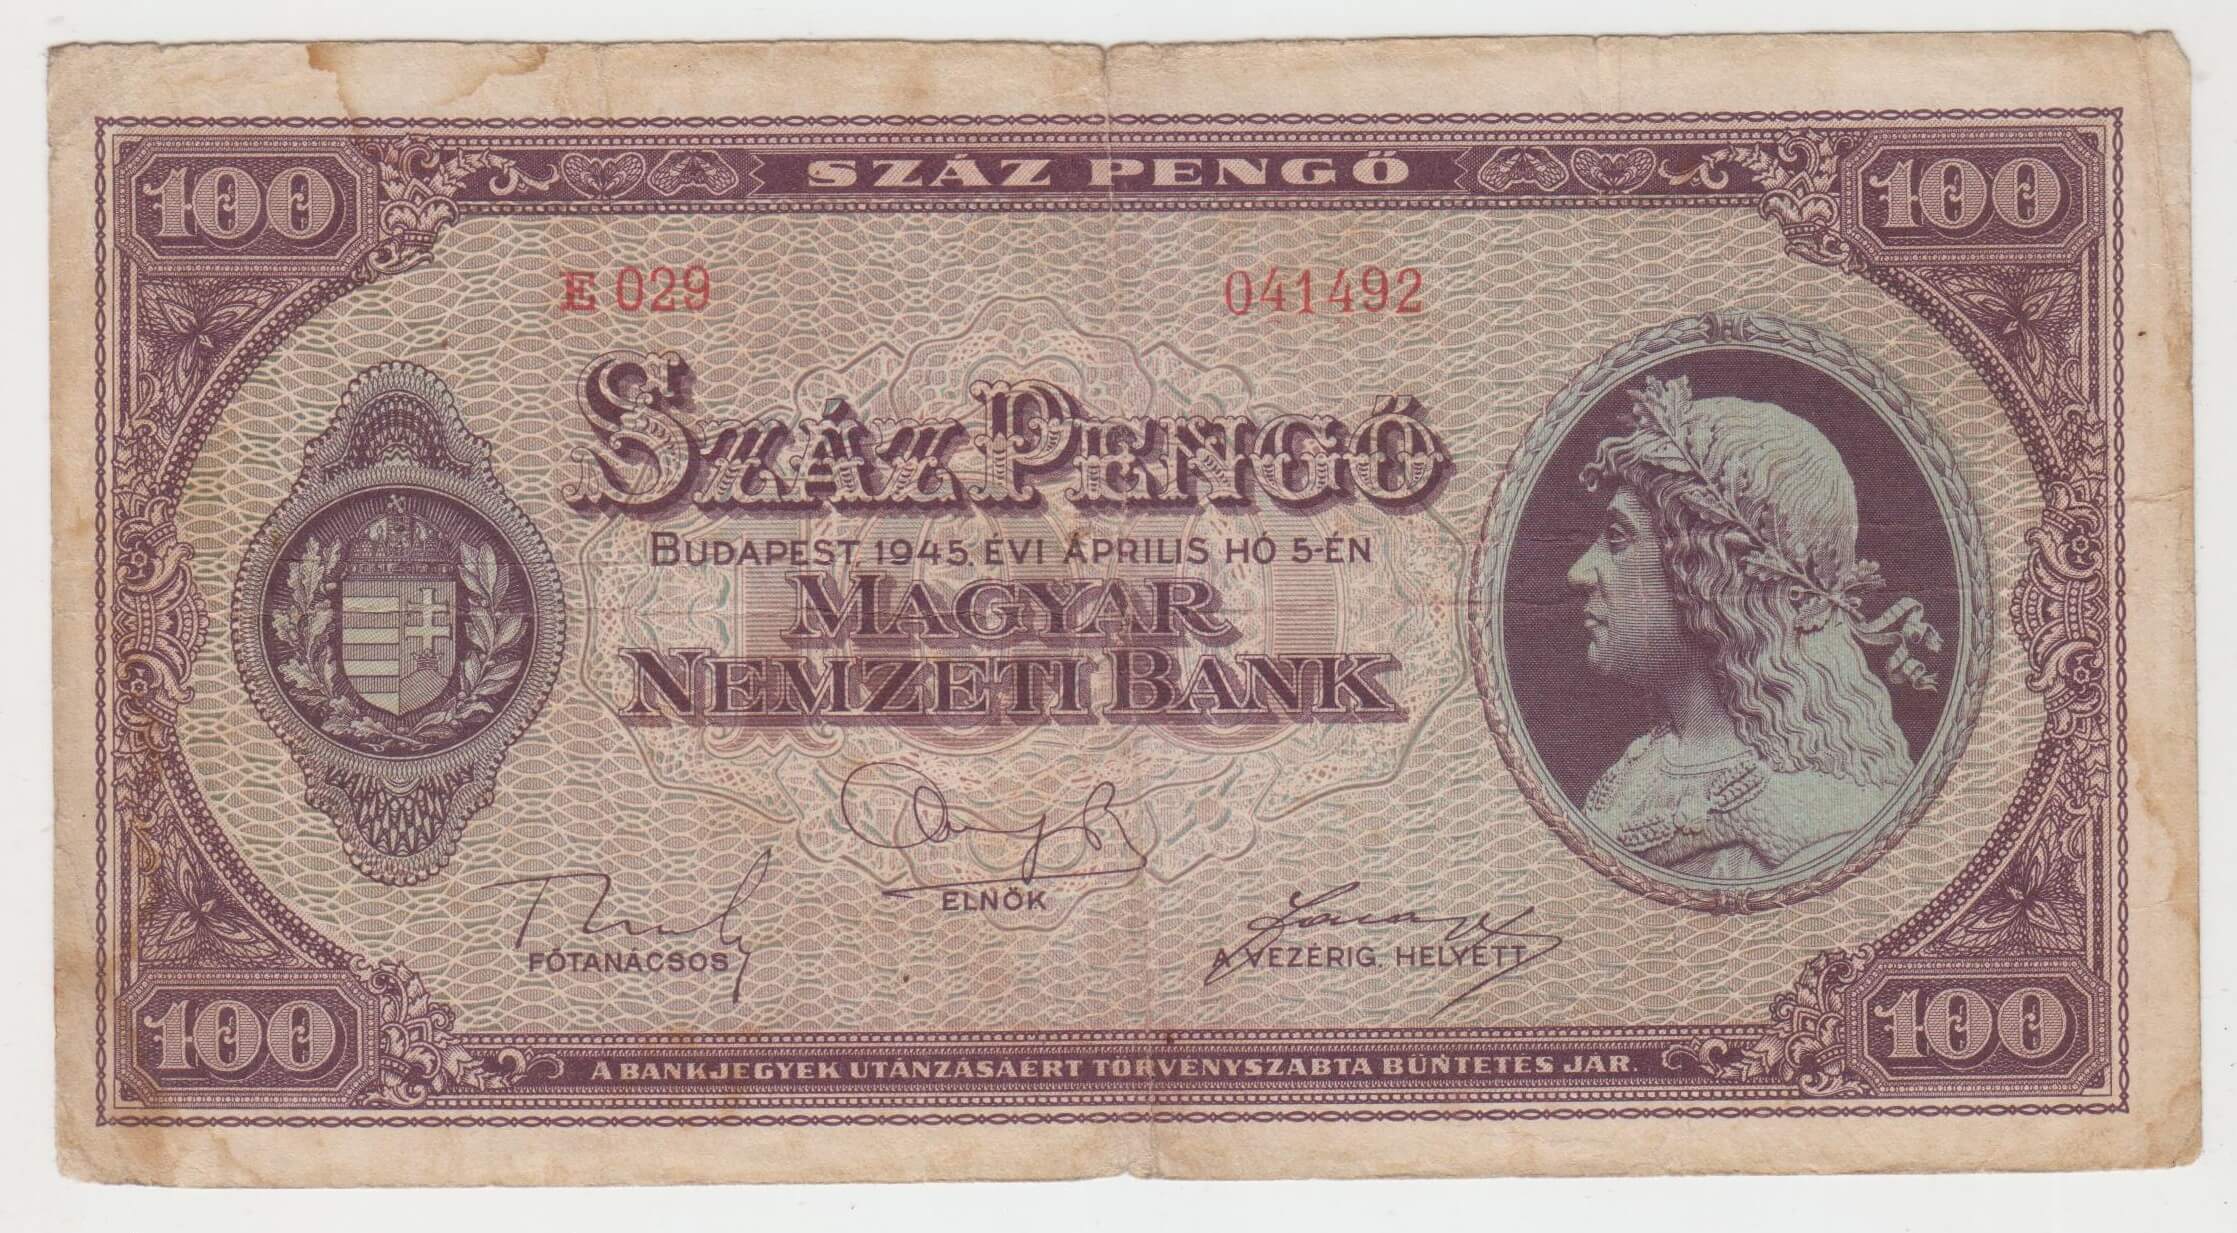 100 SZÁZ PENGŐ 100
E 029 041492
SZÁZ PENGŐ
BUDAPEST, 1945. ÉVI ÁPRILIS HÓ 5-ÉN
MAGYAR
NEMZETI BANK
ELNÖK
FŐTANÁCSOS A VEZÉRIG. HELYETT
100 A BANKJEGYEK UTÁNZÁSAÉRT TÖRVÉNYSZABTA BÜNTETÉS JÁR. 100